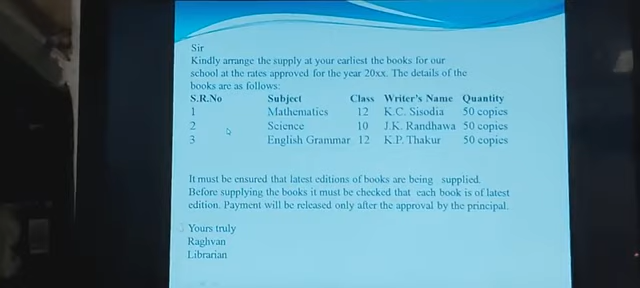 Sir
Kindly arrange the supply at your earliest the books for our
school at the rates approved for the year 20xx. The details of the
books are as follows:
S.R.No Subject Class Writer's Name Quantity
1 Mathematics 12 K.C. Sisodia 50 copies
2 Science 10 J.K. Randhawa 50 copies
3 English Grammar 12 K.P. Thakur 50 copies
It must be ensured that latest editions of books are being supplied.
Before supplying the books it must be checked that each book is of latest
edition. Payment will be released only after the approval by the principal.
Yours truly
Raghvan
Librarian